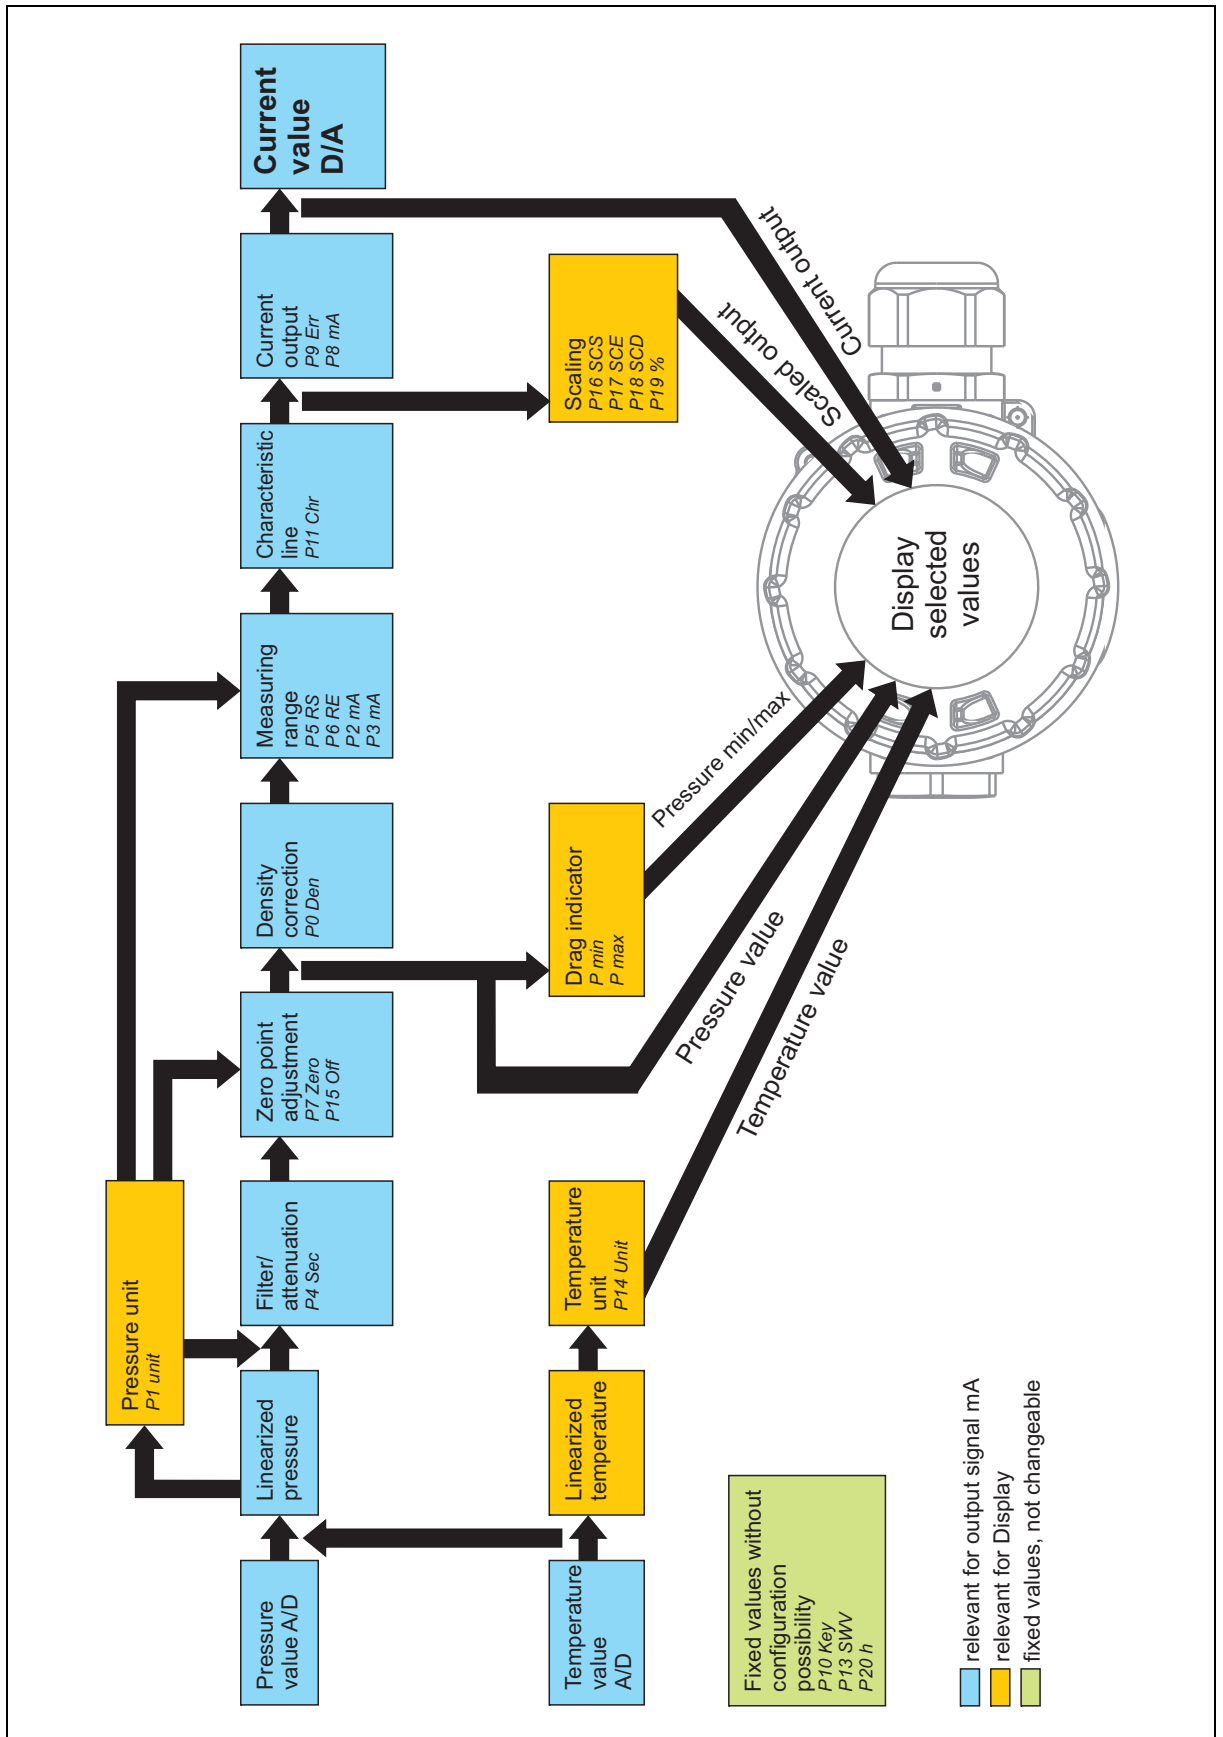 Pressure unit
P1 unit
Pressure
value A/D
Linearized
pressure
Filter/
attenuation
P4 Sec
Zero point
adjustment
P7 Zero
P15 Off
Density
correction
P0 Den
Measuring
range
P5 RS
P6 RE
P2 mA
P3 mA
Characteristic
line
P11 Chr
Current
output
P9 Err
P8 mA
Current
value
D/A
Temperature
value
A/D
Linearized
temperature
Temperature
unit
P14 Unit
Drag indicator
P min
P max
Scaling
P16 SCS
P17 SCE
P18 SCD
P19 %
Temperature value
Pressure value
Pressure min/max
Scaled output
Current output
Display
selected
values
Fixed values without
configuration
possibility
P10 Key
P13 SWV
P20 h
relevant for output signal mA
relevant for Display
fixed values, not changeable